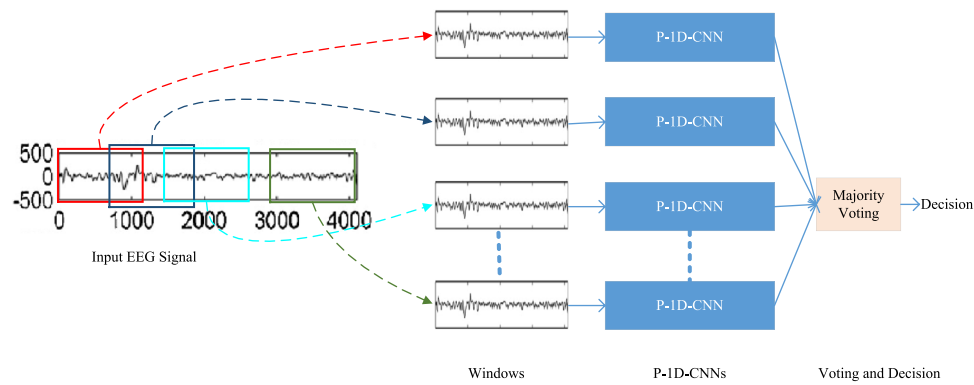 P-1D-CNN
P-1D-CNN
500
0
-500
0 1000 2000 3000 4000
Input EEG Signal
P-1D-CNN
Majority
Voting
Decision
P-1D-CNN
Windows
P-1D-CNNs
Voting and Decision